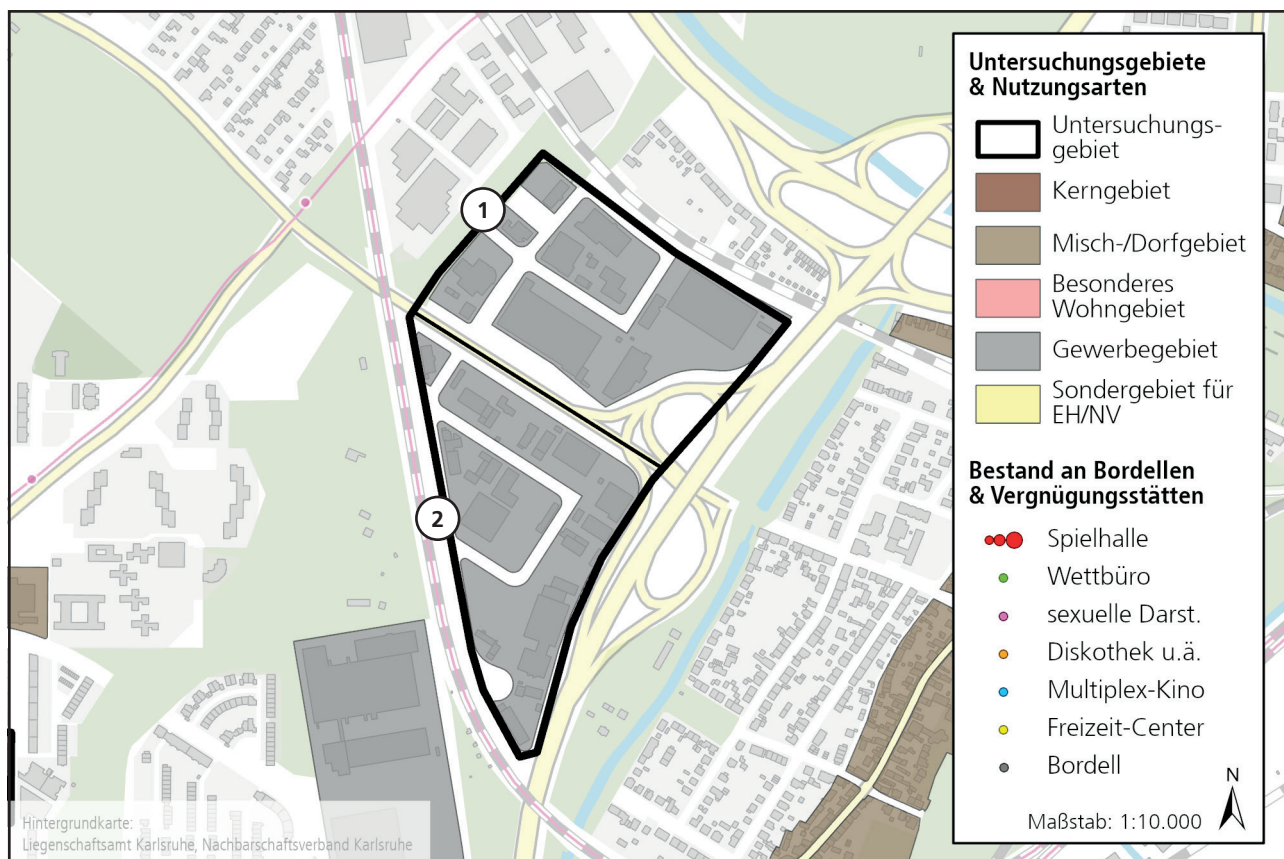 1
2
Untersuchungsgebiete
& Nutzungsarten
Untersuchungs-
gebiet
Kerngebiet
Misch-/Dorfgebiet
Besonderes
Wohngebiet
Gewerbegebiet
Sondergebiet für
EH/NV
Bestand an Bordellen
& Vergnügungsstätten
Spielhalle
Wettbüro
sexuelle Darst.
Diskothek u.ä.
Multiplex-Kino
Freizeit-Center
Bordell
N
Maßstab: 1:10.000
Hintergrundkarte:
Liegenschaftsamt Karlsruhe, Nachbarschaftsverband Karlsruhe